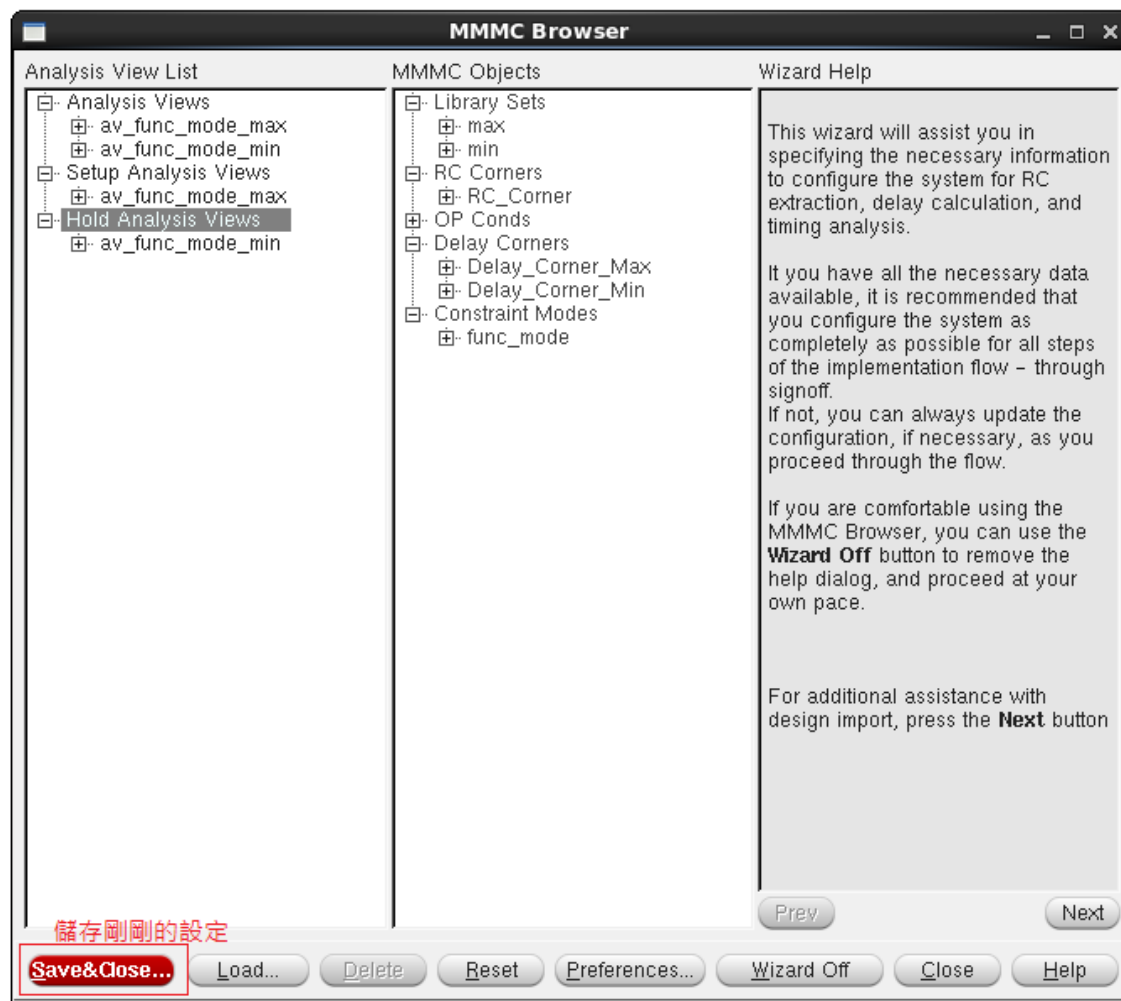 MMMC Browser
Analysis View List
Analysis Views
av_func_mode_max
av_func_mode_min
Setup Analysis Views
av_func_mode_max
Hold Analysis Views
av_func_mode_min
MMMC Objects
Library Sets
max
min
RC Corners
RC_Corner
OP Conds
Delay Corners
Delay_Corner_Max
Delay_Corner_Min
Constraint Modes
func_mode
Wizard Help
This wizard will assist you in
specifying the necessary information
to configure the system for RC
extraction, delay calculation, and
timing analysis.
It you have all the necessary data
available, it is recommended that
you configure the system as
completely as possible for all steps
of the implementation flow – through
signoff.
If not, you can always update the
configuration, if necessary, as you
proceed through the flow.
If you are comfortable using the
MMMC Browser, you can use the
Wizard Off button to remove the
help dialog, and proceed at your
own pace.
For additional assistance with
design import, press the Next button
Prev
Next
儲存剛剛的設定
Save&Close...
Load...
Delete
Reset
Preferences...
Wizard Off
Close
Help